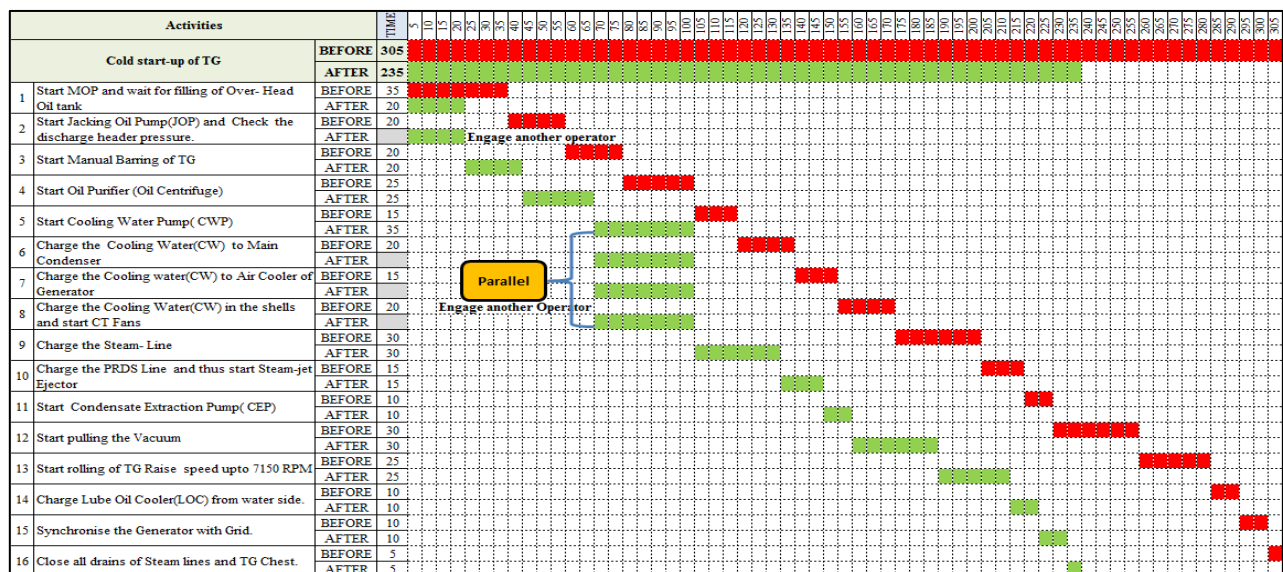 Activities TIME 5 10 15 20 25 30 35 40 45 50 55 60 65 70 75 80 85 90 95 100 105 110 115 120 125 130 135 140 145 150 155 160 165 170 175 180 185 190 195 200 205 210 215 220 225 230 235 240 245 250 255 260 265 270 275 280 285 290 295 300 305
Cold start-up of TG
BEFORE 305
AFTER 235
1 Start MOP and wait for filling of Over- Head
Oil tank
BEFORE 35
AFTER 20
2 Start Jacking Oil Pump(JOP) and Check the
discharge header pressure.
BEFORE 20
AFTER Engage another operator
3 Start Manual Barring of TG
BEFORE 20
AFTER 20
4 Start Oil Purifier (Oil Centrifuge)
BEFORE 25
AFTER 25
5 Start Cooling Water Pump( CWP)
BEFORE 15
AFTER 35
6 Charge the Cooling Water(CW) to Main
Condenser
BEFORE 20
AFTER
7 Charge the Cooling water(CW) to Air Cooler of
Generator
BEFORE 15
AFTER
Parallel
8 Charge the Cooling Water(CW) in the shells
and start CT Fans
BEFORE 20 Engage another Operator
AFTER
9 Charge the Steam- Line
BEFORE 30
AFTER 30
10 Charge the PRDS Line and thus start Steam-jet
Ejector
BEFORE 15
AFTER 15
11 Start Condensate Extraction Pump( CEP)
BEFORE 10
AFTER 10
12 Start pulling the Vacuum
BEFORE 30
AFTER 30
13 Start rolling of TG Raise speed upto 7150 RPM
BEFORE 25
AFTER 25
14 Charge Lube Oil Cooler(LOC) from water side.
BEFORE 10
AFTER 10
15 Synchronise the Generator with Grid.
BEFORE 10
AFTER 10
16 Close all drains of Steam lines and TG Chest.
BEFORE 5
AFTER 5